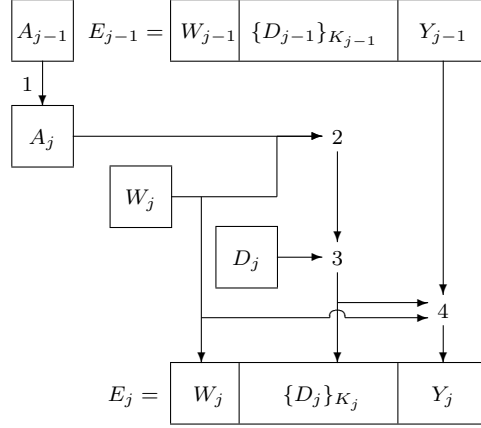 A_{j−1} E_{j−1} = W_{j−1} {D_{j−1}}_{K_{j−1}} Y_{j−1}
1
A_j 2
W_j
D_j 3
4
E_j = W_j {D_j}_{K_j} Y_j